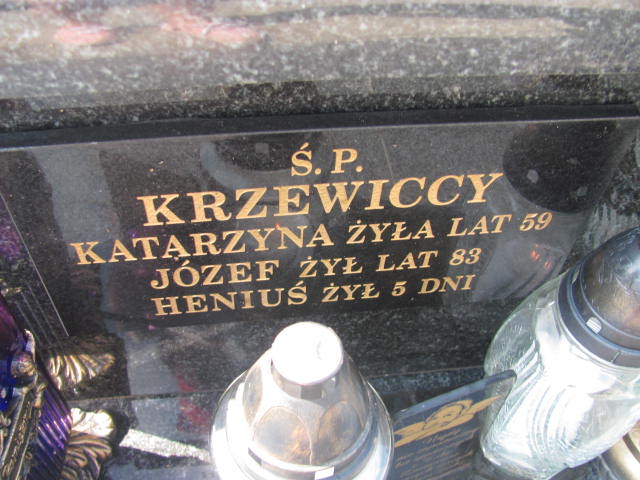 Ś. P.
KRZEWICCY
KATARZYNA ŻYŁA LAT 59
JÓZEF ŻYŁ LAT 83
HENIUŚ ŻYŁ 5 DNI